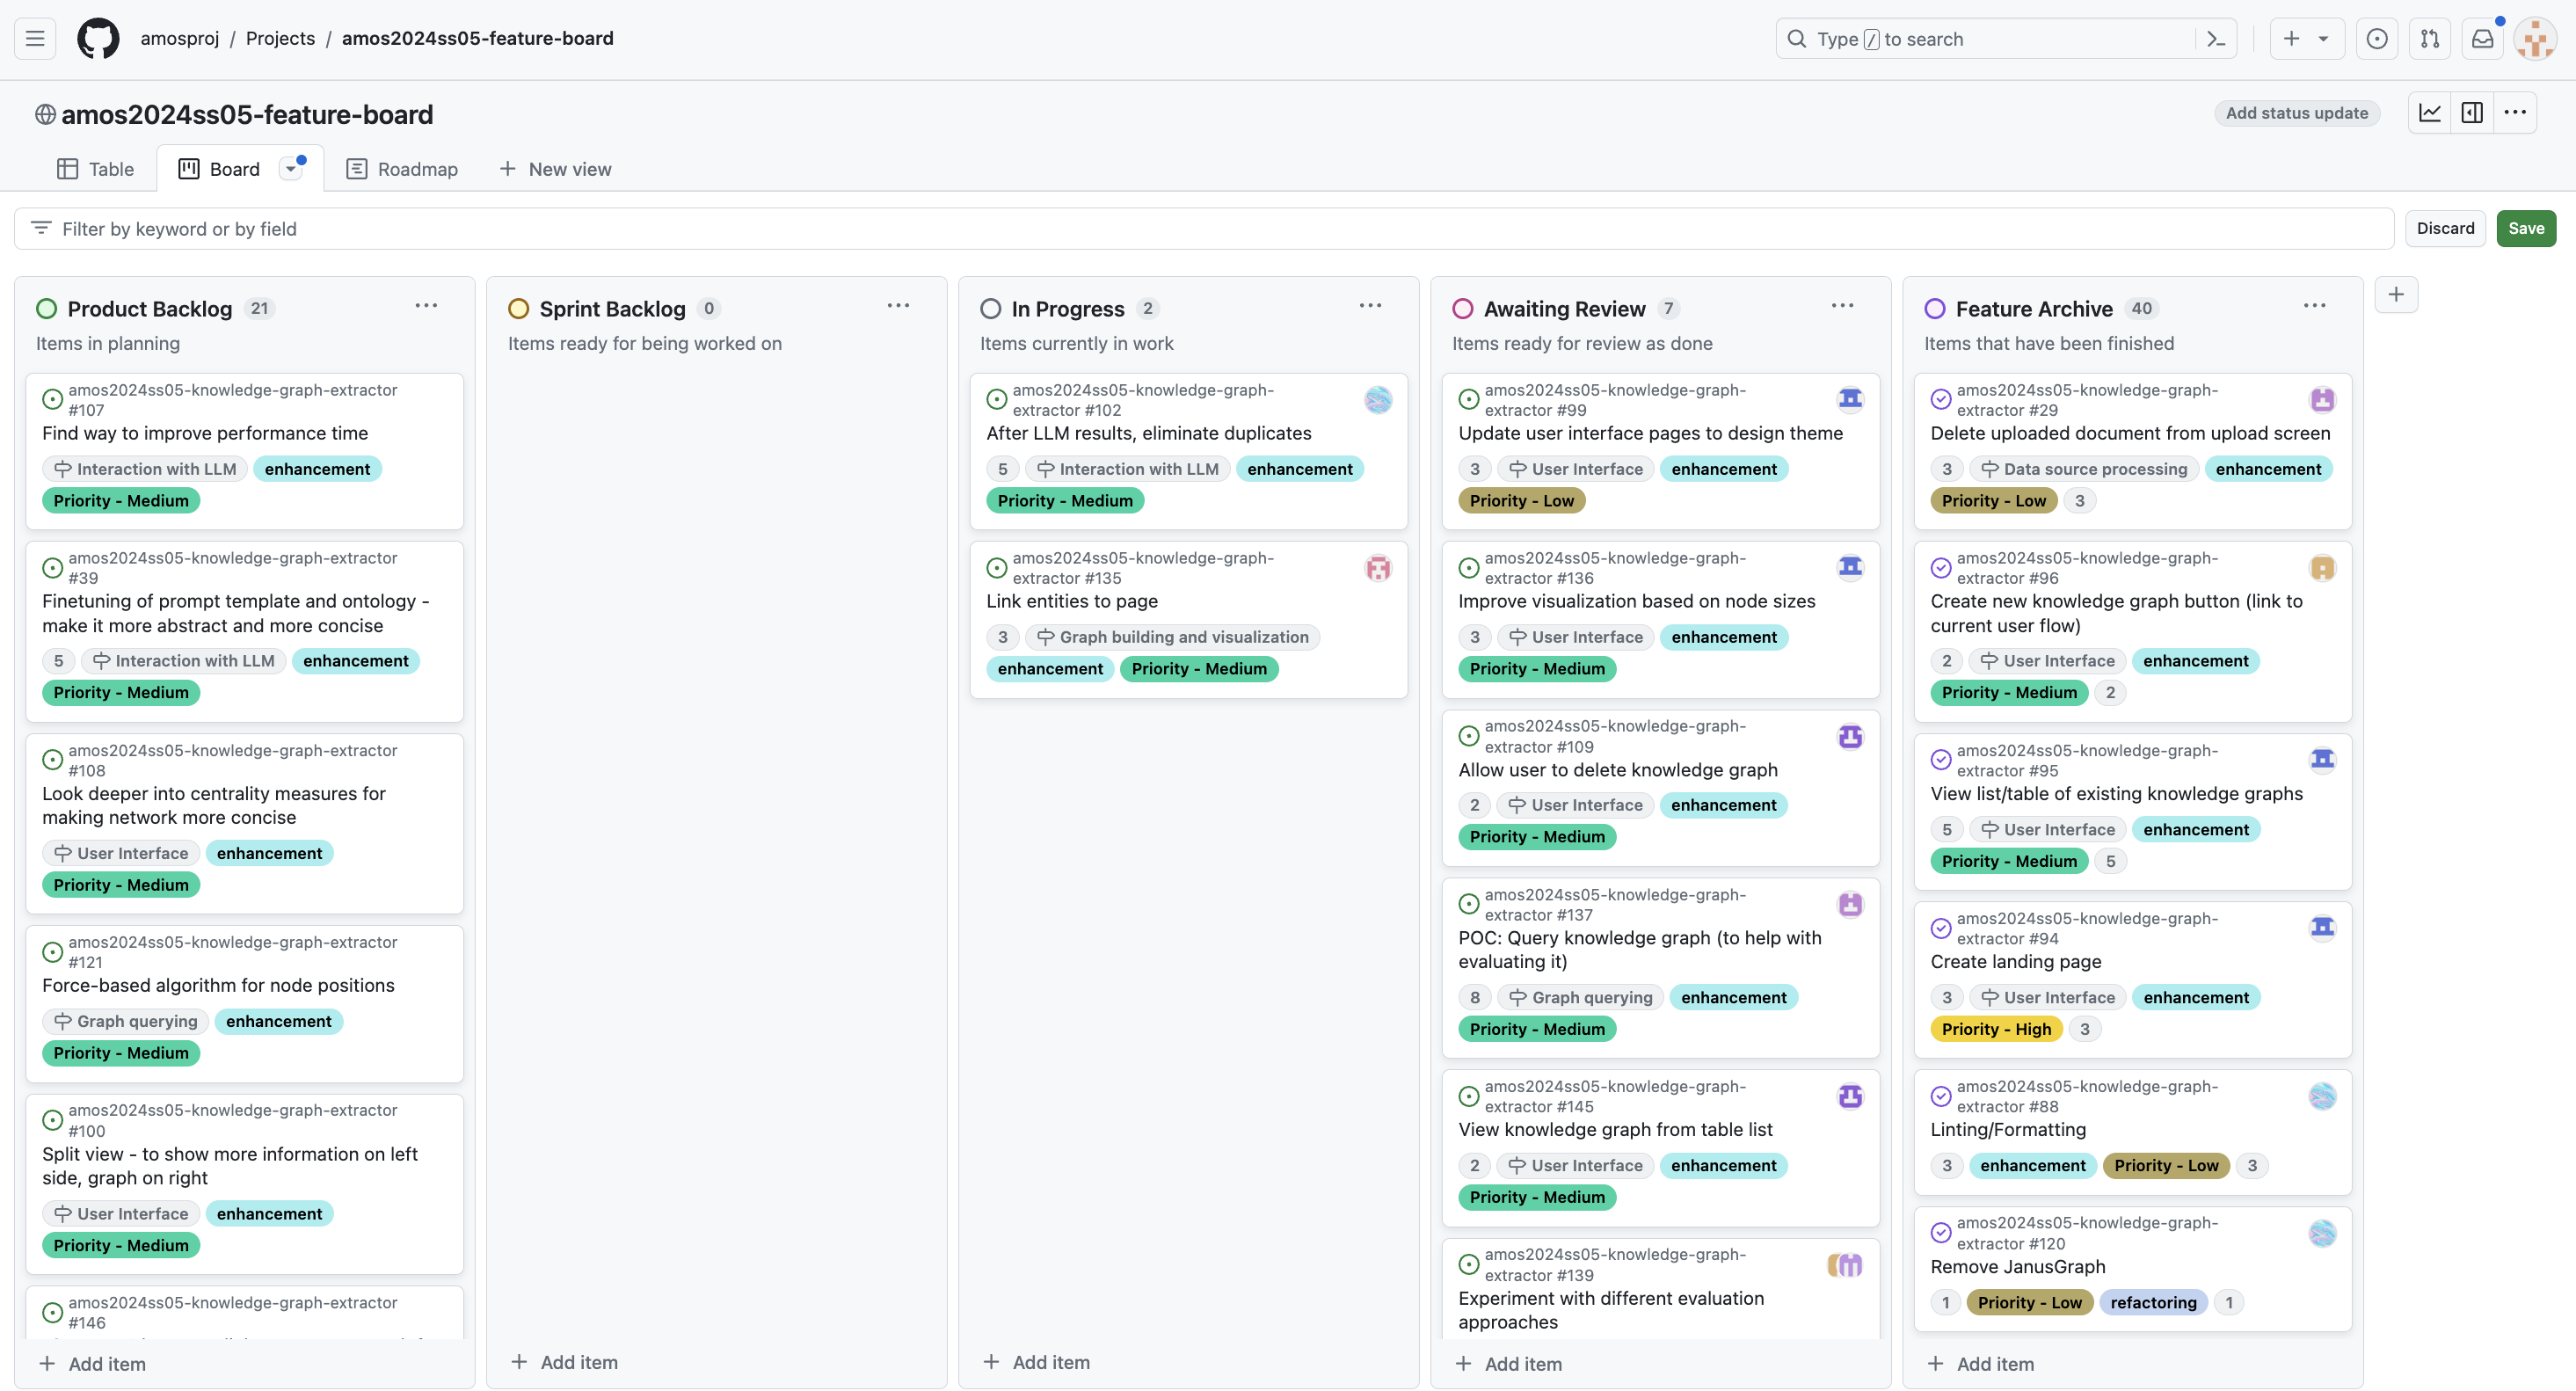 amosproj / Projects / amos2024ss05-feature-board
Type / to search
amos2024ss05-feature-board
Add status update
Table
Board
Roadmap
New view
Filter by keyword or by field
Discard
Save
Product Backlog 21
Items in planning
amos2024ss05-knowledge-graph-extractor
#107
Find way to improve performance time
Interaction with LLM enhancement
Priority - Medium
amos2024ss05-knowledge-graph-extractor
#39
Finetuning of prompt template and ontology -
make it more abstract and more concise
5 Interaction with LLM enhancement
Priority - Medium
amos2024ss05-knowledge-graph-extractor
#108
Look deeper into centrality measures for
making network more concise
User Interface enhancement
Priority - Medium
amos2024ss05-knowledge-graph-extractor
#121
Force-based algorithm for node positions
Graph querying enhancement
Priority - Medium
amos2024ss05-knowledge-graph-extractor
#100
Split view - to show more information on left
side, graph on right
User Interface enhancement
Priority - Medium
amos2024ss05-knowledge-graph-extractor
#146
Add item
Sprint Backlog 0
Items ready for being worked on
Add item
In Progress 2
Items currently in work
amos2024ss05-knowledge-graph-
extractor #102
After LLM results, eliminate duplicates
5 Interaction with LLM enhancement
Priority - Medium
amos2024ss05-knowledge-graph-
extractor #135
Link entities to page
3 Graph building and visualization
enhancement Priority - Medium
Add item
Awaiting Review 7
Items ready for review as done
amos2024ss05-knowledge-graph-
extractor #99
Update user interface pages to design theme
3 User Interface enhancement
Priority - Low
amos2024ss05-knowledge-graph-
extractor #136
Improve visualization based on node sizes
3 User Interface enhancement
Priority - Medium
amos2024ss05-knowledge-graph-
extractor #109
Allow user to delete knowledge graph
2 User Interface enhancement
Priority - Medium
amos2024ss05-knowledge-graph-
extractor #137
POC: Query knowledge graph (to help with
evaluating it)
8 Graph querying enhancement
Priority - Medium
amos2024ss05-knowledge-graph-
extractor #145
View knowledge graph from table list
2 User Interface enhancement
Priority - Medium
amos2024ss05-knowledge-graph-
extractor #139
Experiment with different evaluation
approaches
Add item
Feature Archive 40
Items that have been finished
amos2024ss05-knowledge-graph-
extractor #29
Delete uploaded document from upload screen
3 Data source processing enhancement
Priority - Low 3
amos2024ss05-knowledge-graph-
extractor #96
Create new knowledge graph button (link to
current user flow)
2 User Interface enhancement
Priority - Medium 2
amos2024ss05-knowledge-graph-
extractor #95
View list/table of existing knowledge graphs
5 User Interface enhancement
Priority - Medium 5
amos2024ss05-knowledge-graph-
extractor #94
Create landing page
3 User Interface enhancement
Priority - High 3
amos2024ss05-knowledge-graph-
extractor #88
Linting/Formatting
3 enhancement Priority - Low 3
amos2024ss05-knowledge-graph-
extractor #120
Remove JanusGraph
1 Priority - Low refactoring 1
Add item